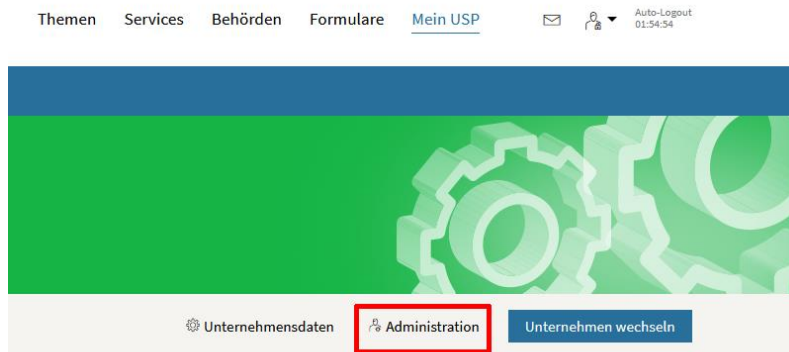 Themen Services Behörden Formulare Mein USP Auto-Logout
01:54:54
Unternehmensdaten Administration Unternehmen wechseln